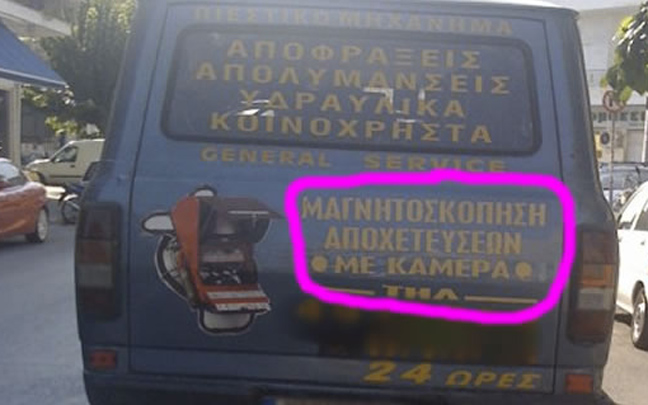 ΠΙΕΣΤΙΚΟ ΜΗΧΑΝΗΜΑ
ΑΠΟΦΡΑΞΕΙΣ
ΑΠΟΛΥΜΑΝΣΕΙΣ
ΥΔΡΑΥΛΙΚΑ
ΚΟΙΝΟΧΡΗΣΤΑ
GENERAL SERVICE
ΜΑΓΝΗΤΟΣΚΟΠΗΣΗ
ΑΠΟΧΕΤΕΥΣΕΩΝ
ΜΕ ΚΑΜΕΡΑ
ΤΗΛ
24 ΩΡΕΣ